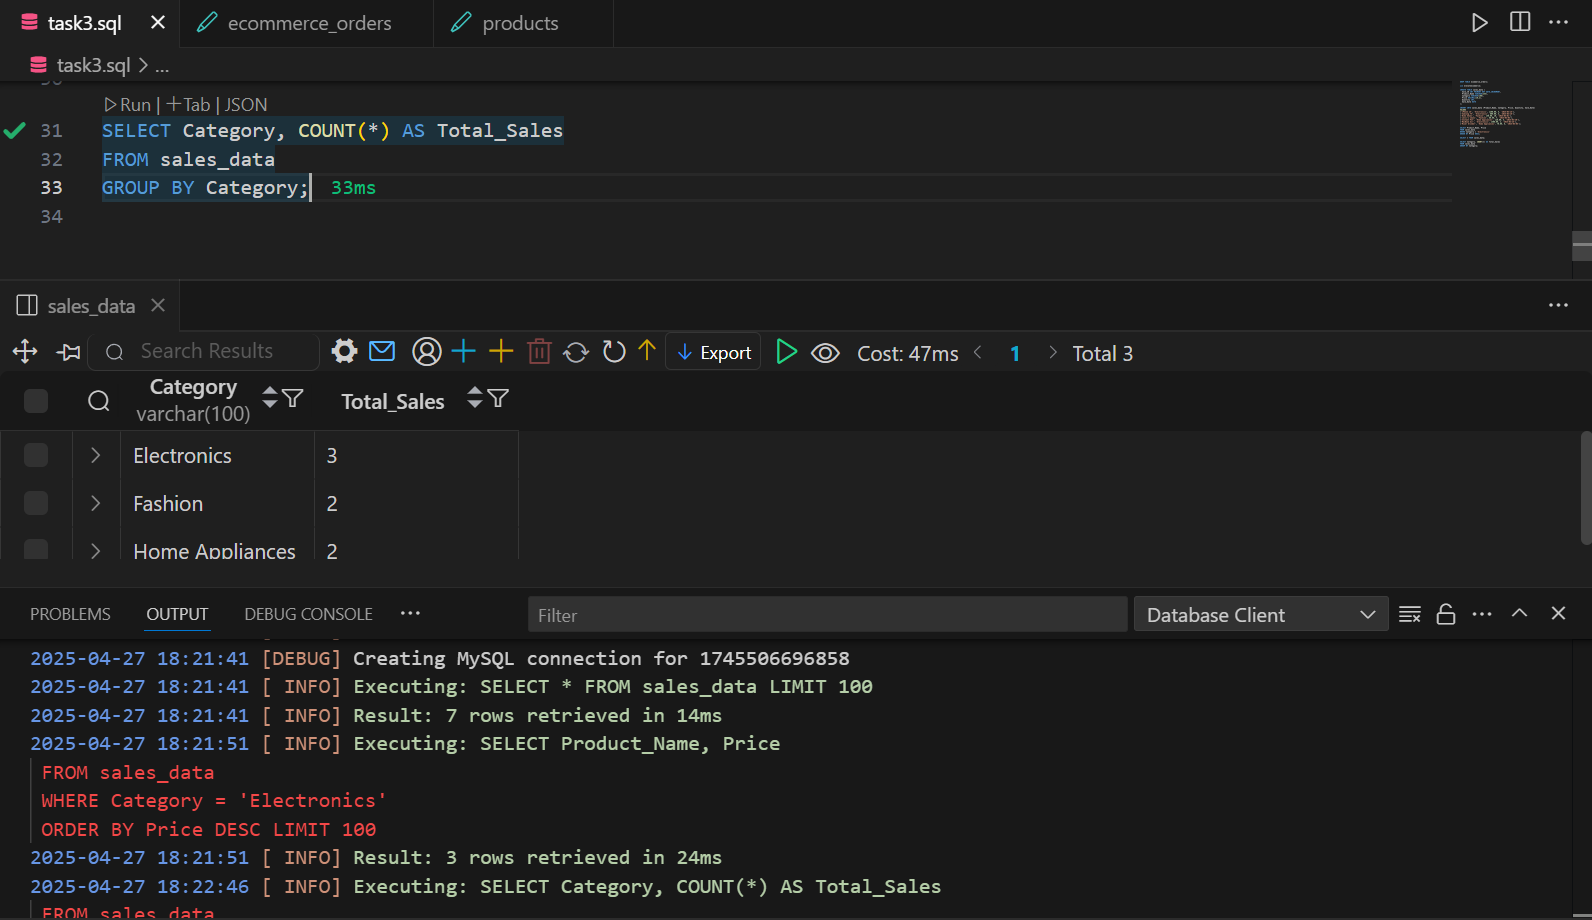 task3.sql
ecommerce_orders
products
task3.sql > ...
Run | Tab | JSON
31 SELECT Category, COUNT(*) AS Total_Sales
32 FROM sales_data
33 GROUP BY Category; 33ms
34
sales_data
Search Results
Export
Cost: 47ms
1
Total 3
Category
varchar(100)
Total_Sales
Electronics 3
Fashion 2
Home Appliances 2
PROBLEMS
OUTPUT
DEBUG CONSOLE
Filter
Database Client
2025-04-27 18:21:41 [DEBUG] Creating MySQL connection for 1745506696858
2025-04-27 18:21:41 [ INFO] Executing: SELECT * FROM sales_data LIMIT 100
2025-04-27 18:21:41 [ INFO] Result: 7 rows retrieved in 14ms
2025-04-27 18:21:51 [ INFO] Executing: SELECT Product_Name, Price
FROM sales_data
WHERE Category = 'Electronics'
ORDER BY Price DESC LIMIT 100
2025-04-27 18:21:51 [ INFO] Result: 3 rows retrieved in 24ms
2025-04-27 18:22:46 [ INFO] Executing: SELECT Category, COUNT(*) AS Total_Sales
FROM sales_data